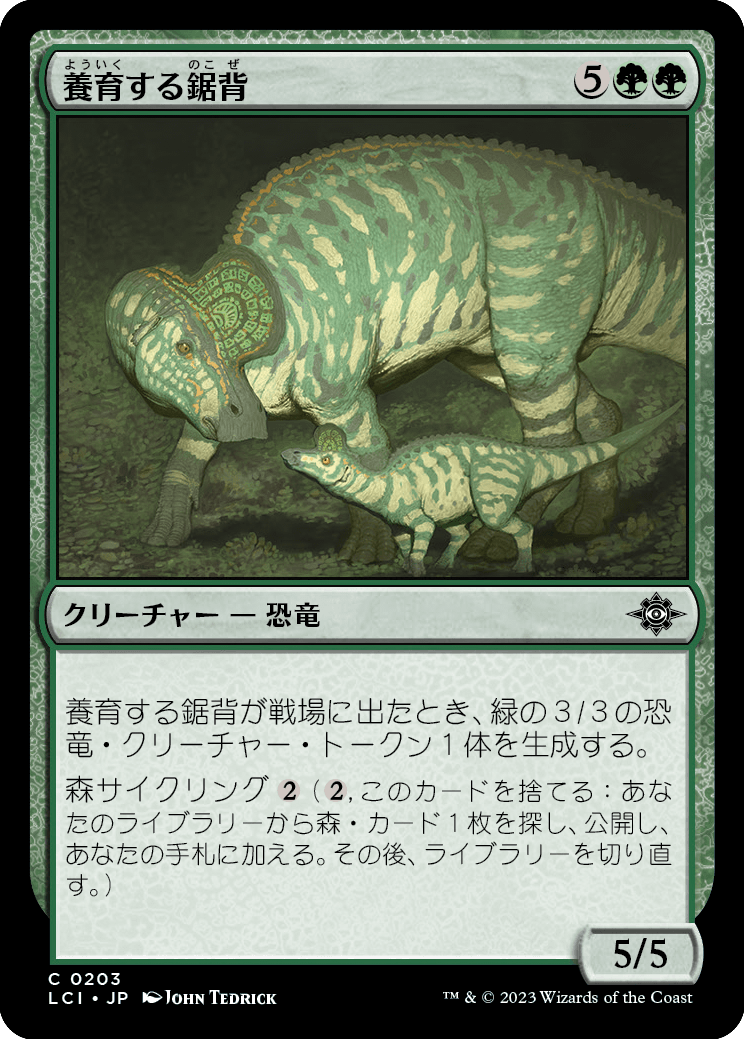 よういく のこ ぜ
養育する鋸背 5
クリーチャー — 恐竜
養育する鋸背が戦場に出たとき、緑の３/３の恐
竜・クリーチャー・トークン１体を生成する。
森サイクリング 2 （2, このカードを捨てる：あな
たのライブラリーから森・カード１枚を探し、公開し、
あなたの手札に加える。その後、ライブラリーを切り直
す。）
5/5
C 0203
LCI • JP John Tedrick
™ & © 2023 Wizards of the Coast